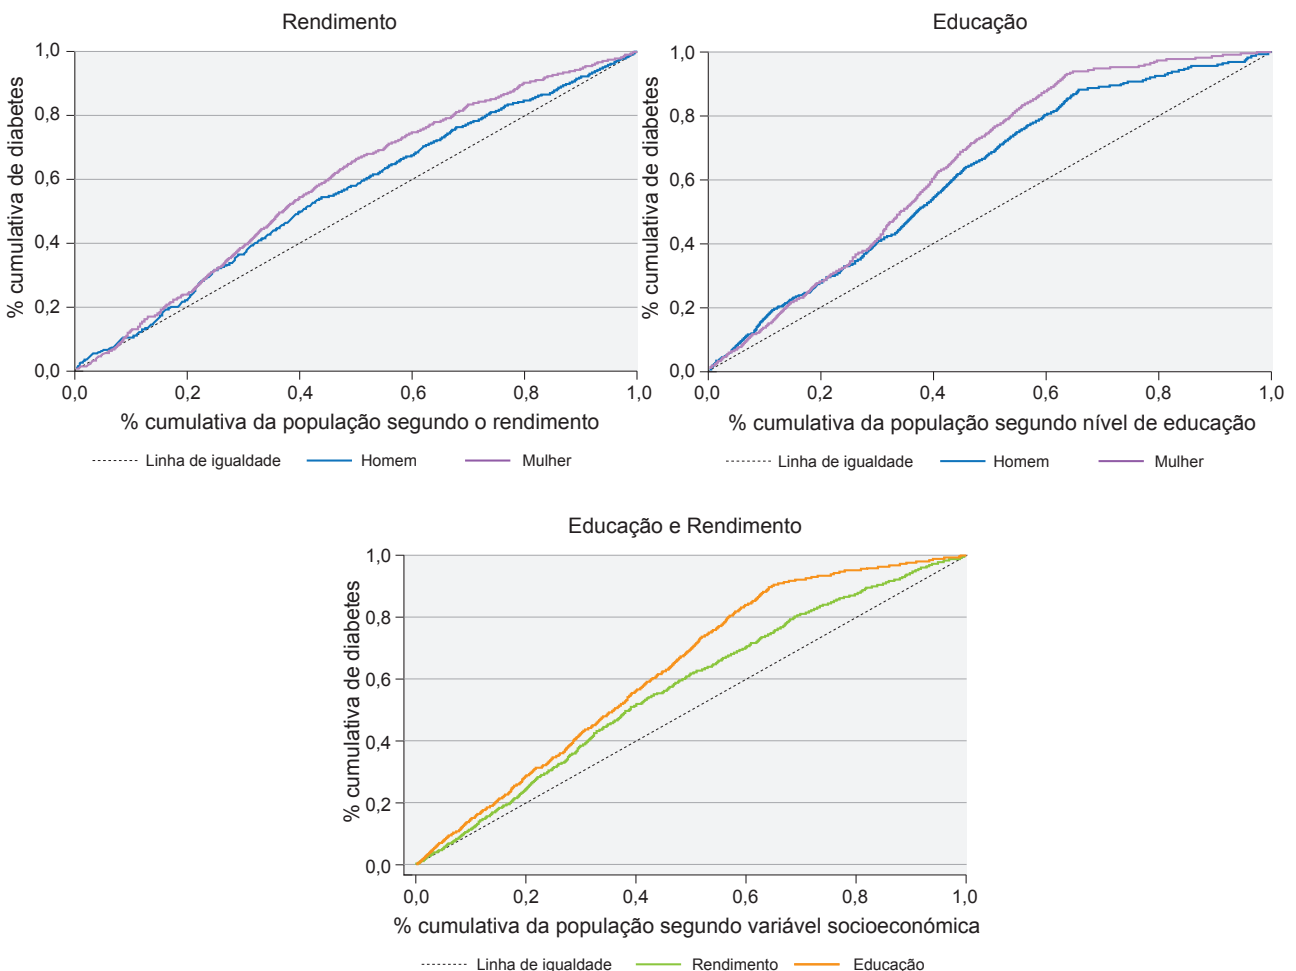 Rendimento
% cumulativa de diabetes
1,0
0,8
0,6
0,4
0,2
0,0
0,0 0,2 0,4 0,6 0,8 1,0
% cumulativa da população segundo o rendimento
Linha de igualdade Homem Mulher
Educação
% cumulativa de diabetes
1,0
0,8
0,6
0,4
0,2
0,0
0,0 0,2 0,4 0,6 0,8 1,0
% cumulativa da população segundo nível de educação
Linha de igualdade Homem Mulher
Educação e Rendimento
% cumulativa de diabetes
1,0
0,8
0,6
0,4
0,2
0,0
0,0 0,2 0,4 0,6 0,8 1,0
% cumulativa da população segundo variável socioeconómica
Linha de igualdade Rendimento Educação